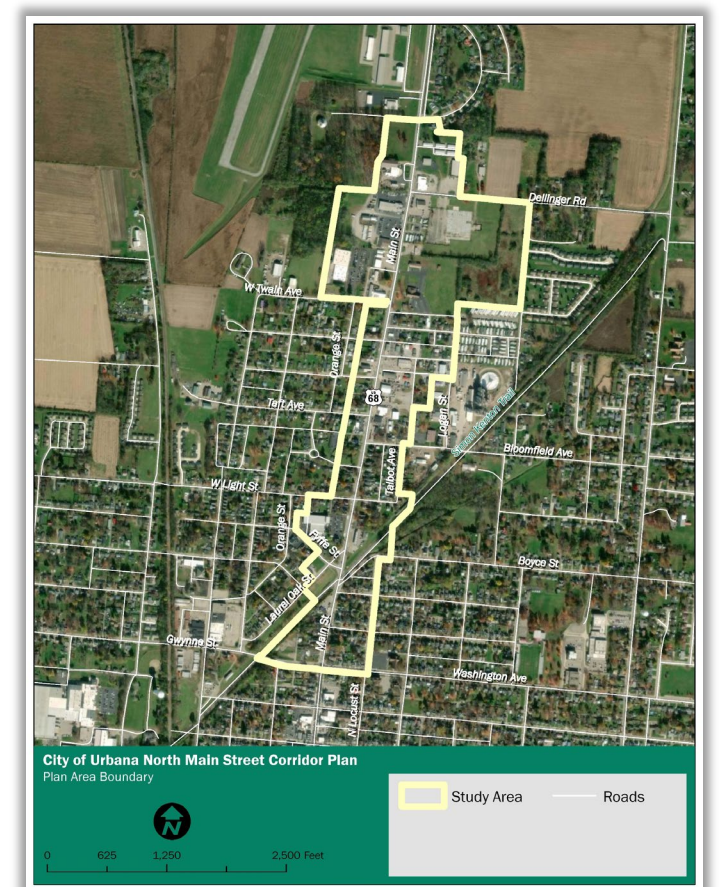 Dellinger Rd
Main St
W Twain Ave
Orange St
US
68
Taft Ave
Logan St
Simon Kenton Trail
Bloomfield Ave
Talbot Ave
W Light St
Orange St
Fyffe St
Boyce St
Laurel Oak St
Main St
Gwynne St
Washington Ave
N Locust St
City of Urbana North Main Street Corridor Plan
Plan Area Boundary
N
0 625 1,250 2,500 Feet
Study Area
Roads